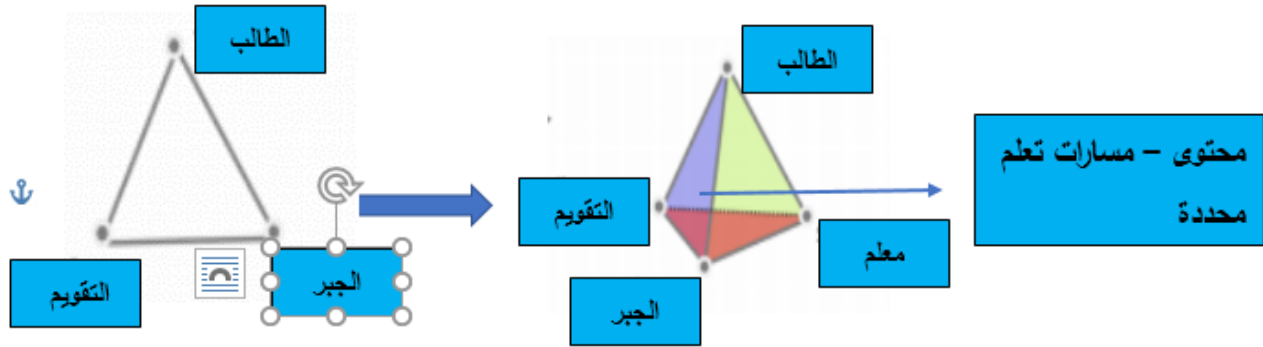 الطالب
التقويم
الجبر
الطالب
التقويم
معلم
الجبر
محتوى – مسارات تعلم
محددة